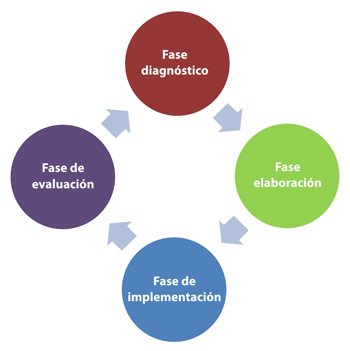 Fase
diagnóstico
Fase
elaboración
Fase de
implementación
Fase de
evaluación